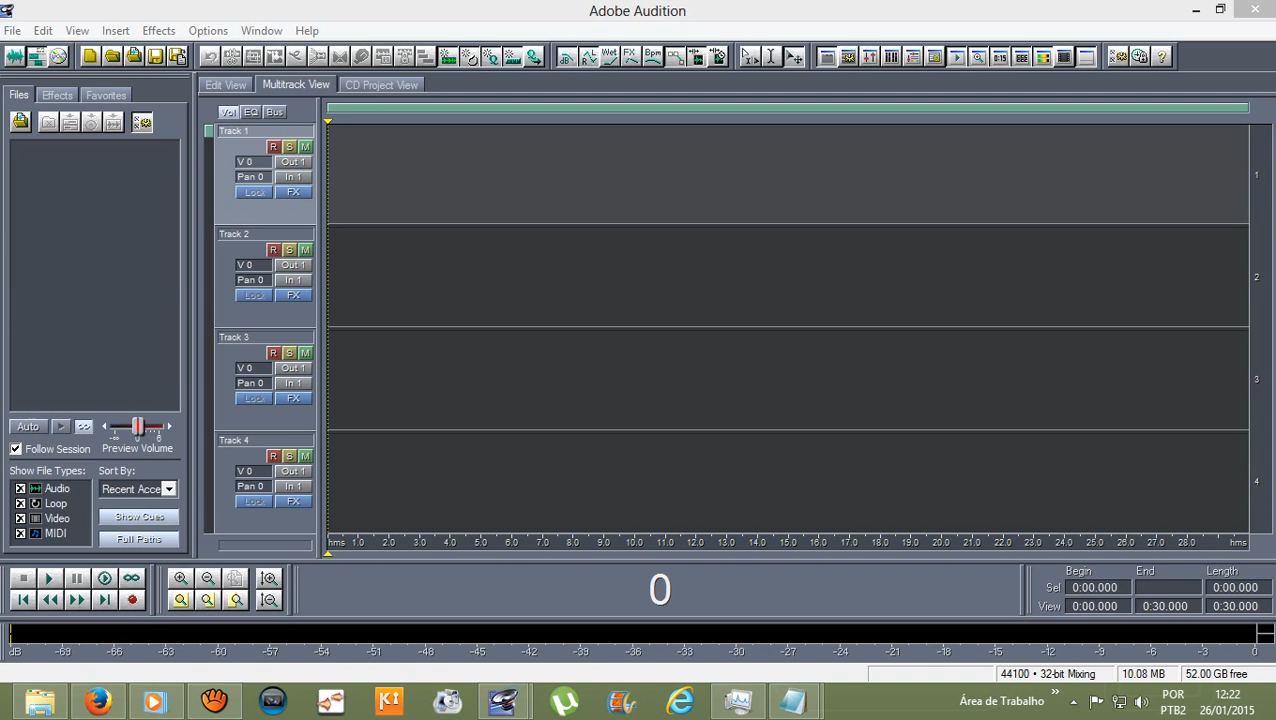 Adobe Audition
File Edit View Insert Effects Options Window Help
Wet FX Bpm 0:15
Edit View Multitrack View CD Project View
Files Effects Favorites
Vol EQ Bus
Track 1
R S M
V 0 Out 1
Pan 0 In 1
Lock FX
1
Track 2
R S M
V 0 Out 1
Pan 0 In 1
Lock FX
2
Track 3
R S M
V 0 Out 1
Pan 0 In 1
Lock FX
3
Track 4
R S M
V 0 Out 1
Pan 0 In 1
Lock FX
4
Auto
-∞ 0 6
Follow Session Preview Volume
Show File Types: Sort By:
Audio Recent Acce
Loop
Video Show Cues
MIDI Full Paths
hms 1.0 2.0 3.0 4.0 5.0 6.0 7.0 8.0 9.0 10.0 11.0 12.0 13.0 14.0 15.0 16.0 17.0 18.0 19.0 20.0 21.0 22.0 23.0 24.0 25.0 26.0 27.0 28.0 hms
0
Begin End Length
Sel 0:00.000 0:00.000
View 0:00.000 0:30.000 0:30.000
dB -69 -66 -63 -60 -57 -54 -51 -48 -45 -42 -39 -36 -33 -30 -27 -24 -21 -18 -15 -12 -9 -6 -3 0
44100 • 32-bit Mixing 10.08 MB 52.00 GB free
KI
Área de Trabalho
POR
PTB2
12:22
26/01/2015